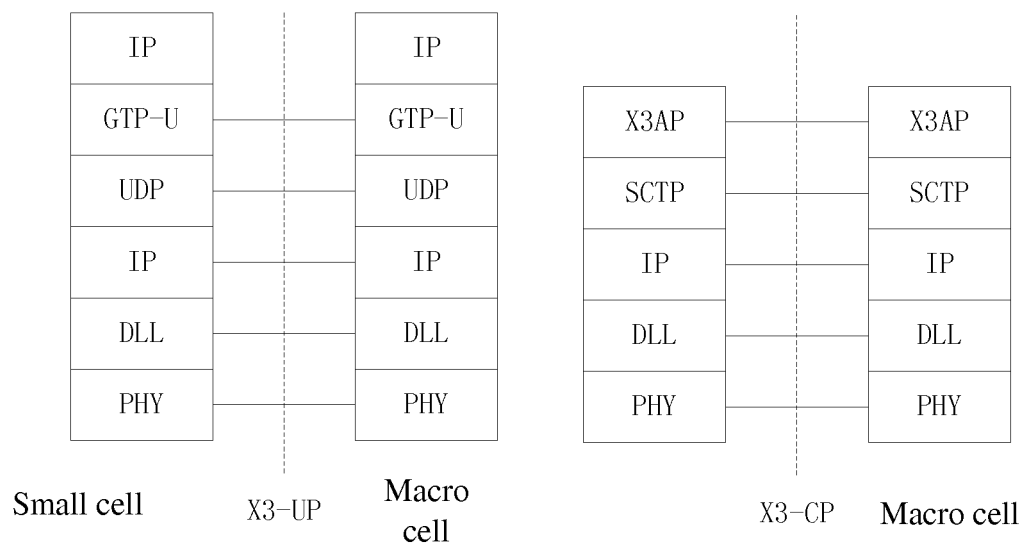 IP IP
GTP-U GTP-U X3AP X3AP
UDP UDP SCTP SCTP
IP IP IP IP
DLL DLL DLL DLL
PHY PHY PHY PHY
Small cell X3-UP Macro cell X3-CP Macro cell